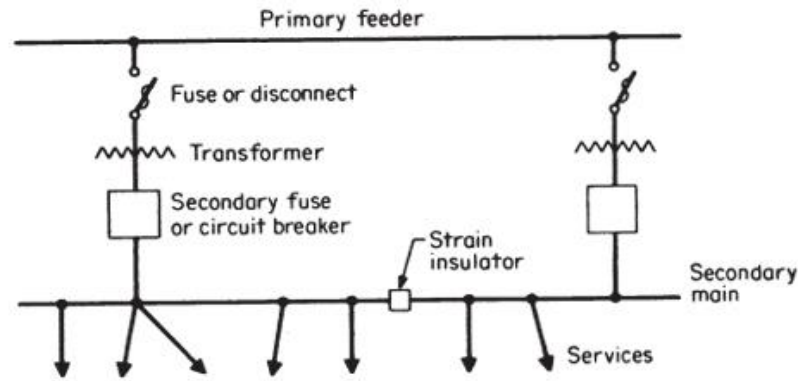 Primary feeder
Fuse or disconnect
Transformer
Secondary fuse
or circuit breaker
Strain
insulator
Secondary
main
Services